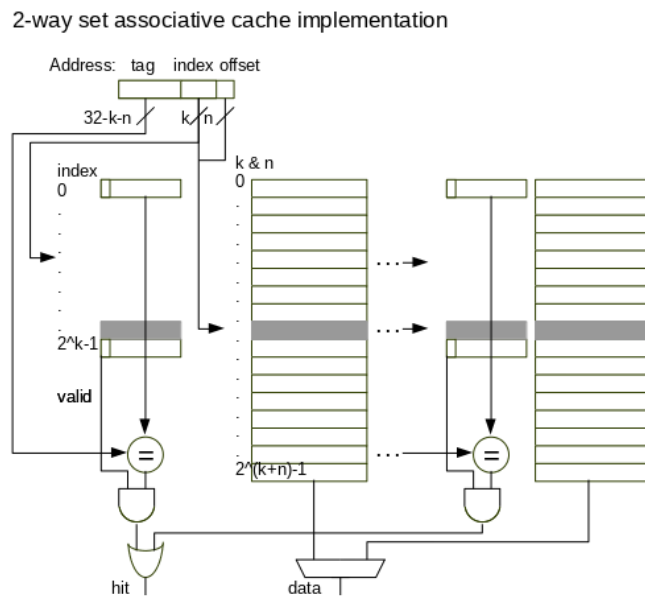 2-way set associative cache implementation
Address: tag index offset
32-k-n k n
index k & n
0 0
... ...
2^k-1
valid
... 
= =
2^(k+n)-1
hit data